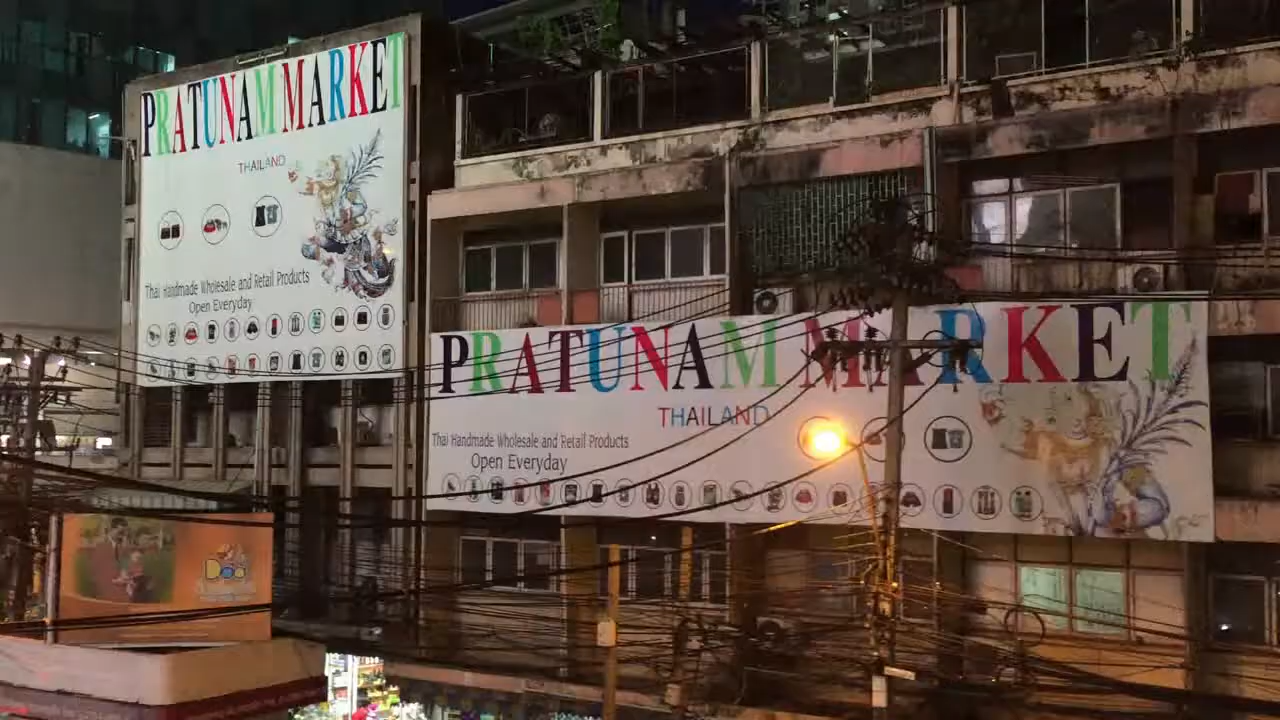 PRATUNAM MARKET
THAILAND
Thai Handmade Wholesale and Retail Products
Open Everyday
PRATUNAM MARKET
THAILAND
Thai Handmade Wholesale and Retail Products
Open Everyday